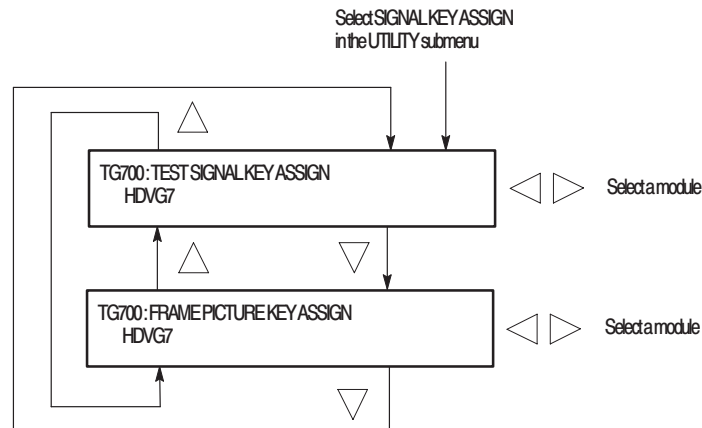 Select SIGNAL KEY ASSIGN
in the UTILITY submenu
TG700 : TEST SIGNAL KEY ASSIGN
HDVG7
Select a module
TG700 : FRAME PICTURE KEY ASSIGN
HDVG7
Select a module